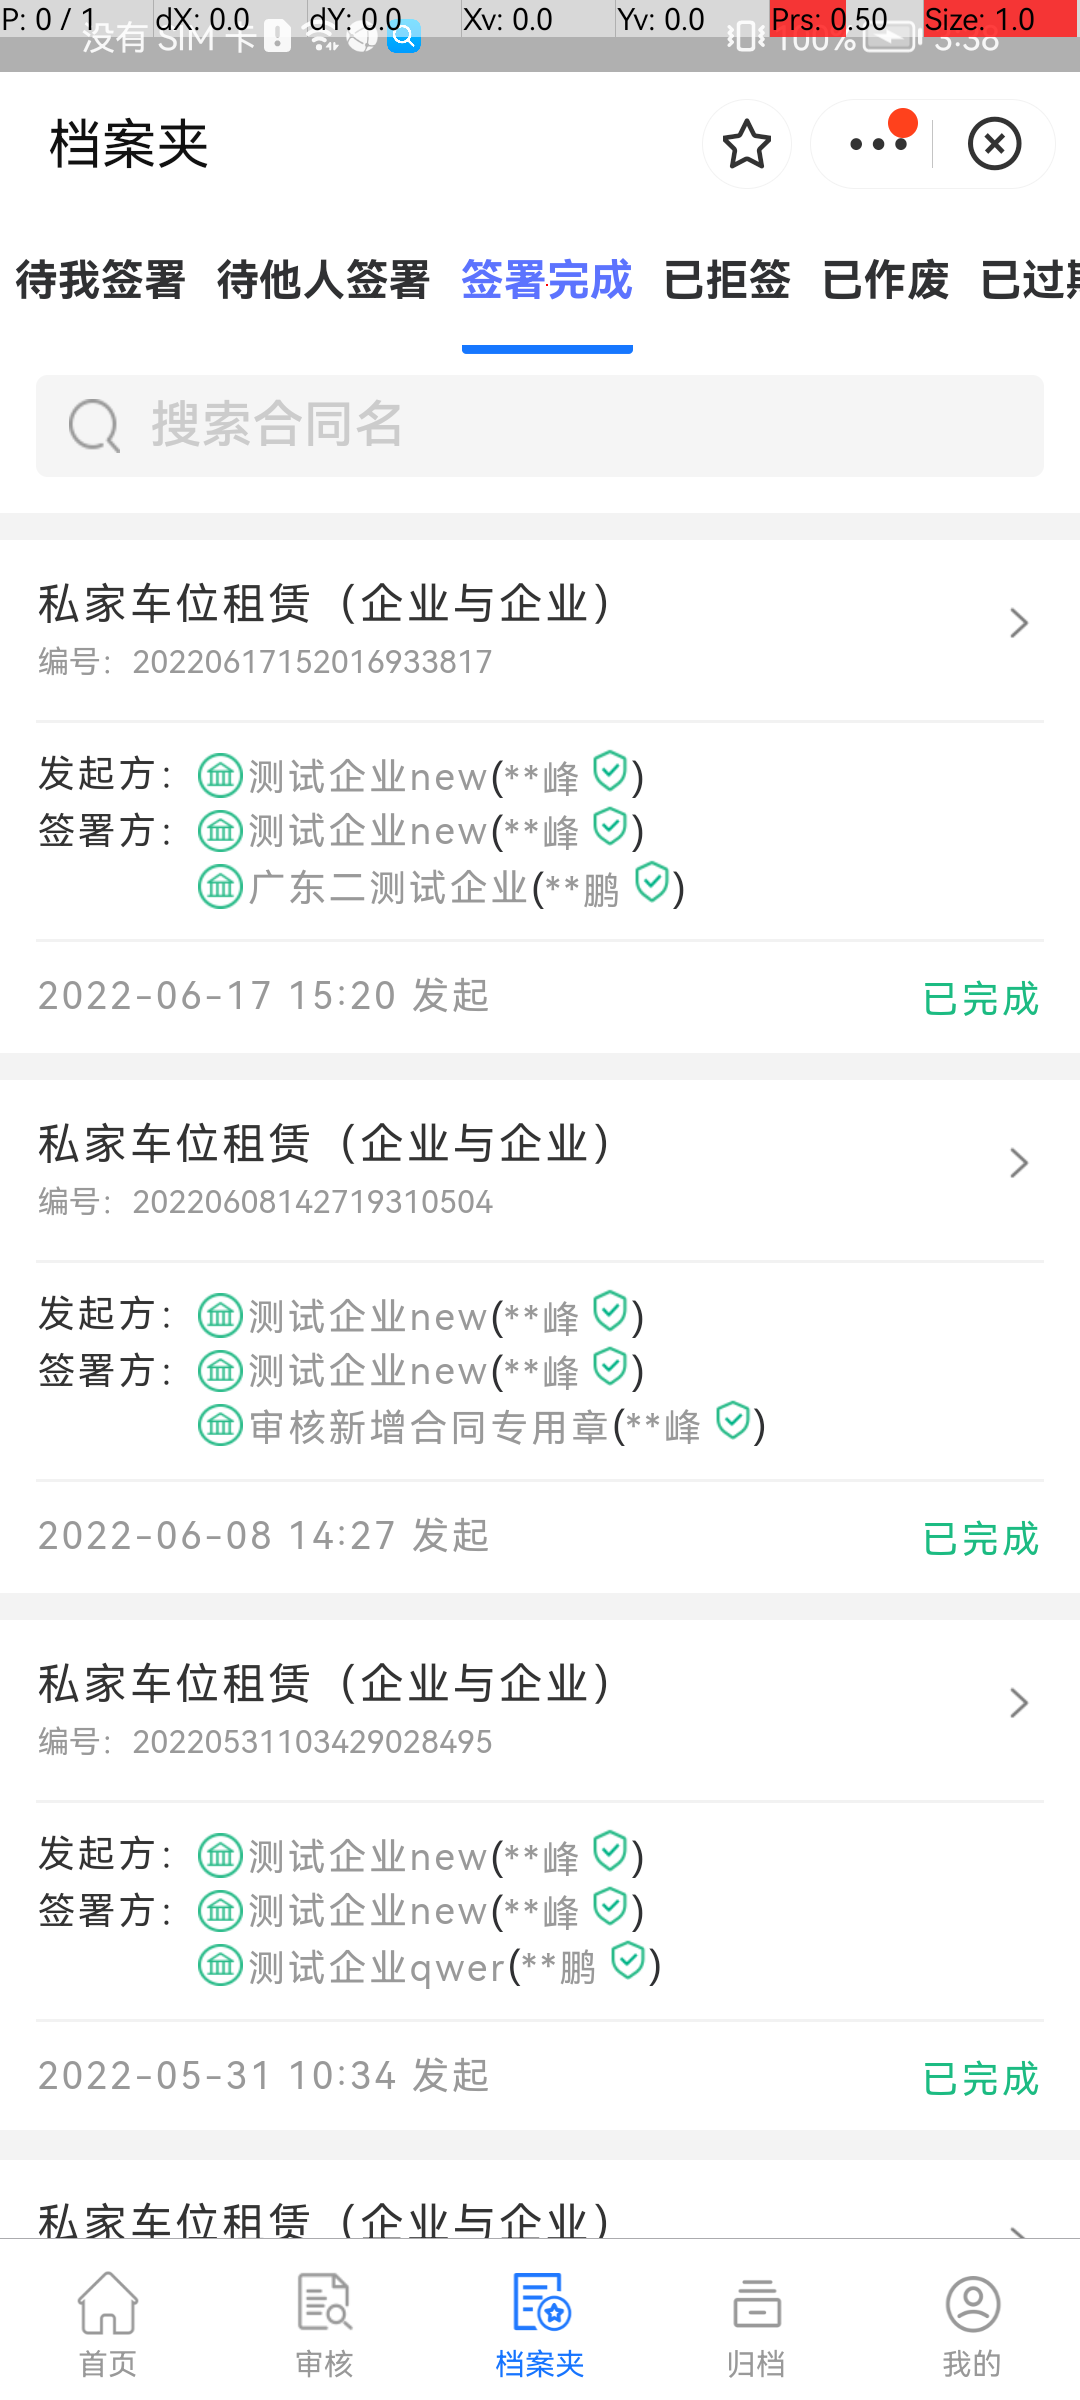 P: 0 / 1 dX: 0.0 dY: 0.0 Xv: 0.0 Yv: 0.0 Prs: 0.50 Size: 1.0
没有 SIM 卡 100% 3:38
档案夹
待我签署 待他人签署 签署完成 已拒签 已作废 已过期
搜索合同名
私家车位租赁（企业与企业）
编号：20220617152016933817
发起方：测试企业new(**峰)
签署方：测试企业new(**峰)
广东二测试企业(**鹏)
2022-06-17 15:20 发起 已完成
私家车位租赁（企业与企业）
编号：20220608142719310504
发起方：测试企业new(**峰)
签署方：测试企业new(**峰)
审核新增合同专用章(**峰)
2022-06-08 14:27 发起 已完成
私家车位租赁（企业与企业）
编号：20220531103429028495
发起方：测试企业new(**峰)
签署方：测试企业new(**峰)
测试企业qwer(**鹏)
2022-05-31 10:34 发起 已完成
私家车位租赁（企业与企业）
首页 审核 档案夹 归档 我的